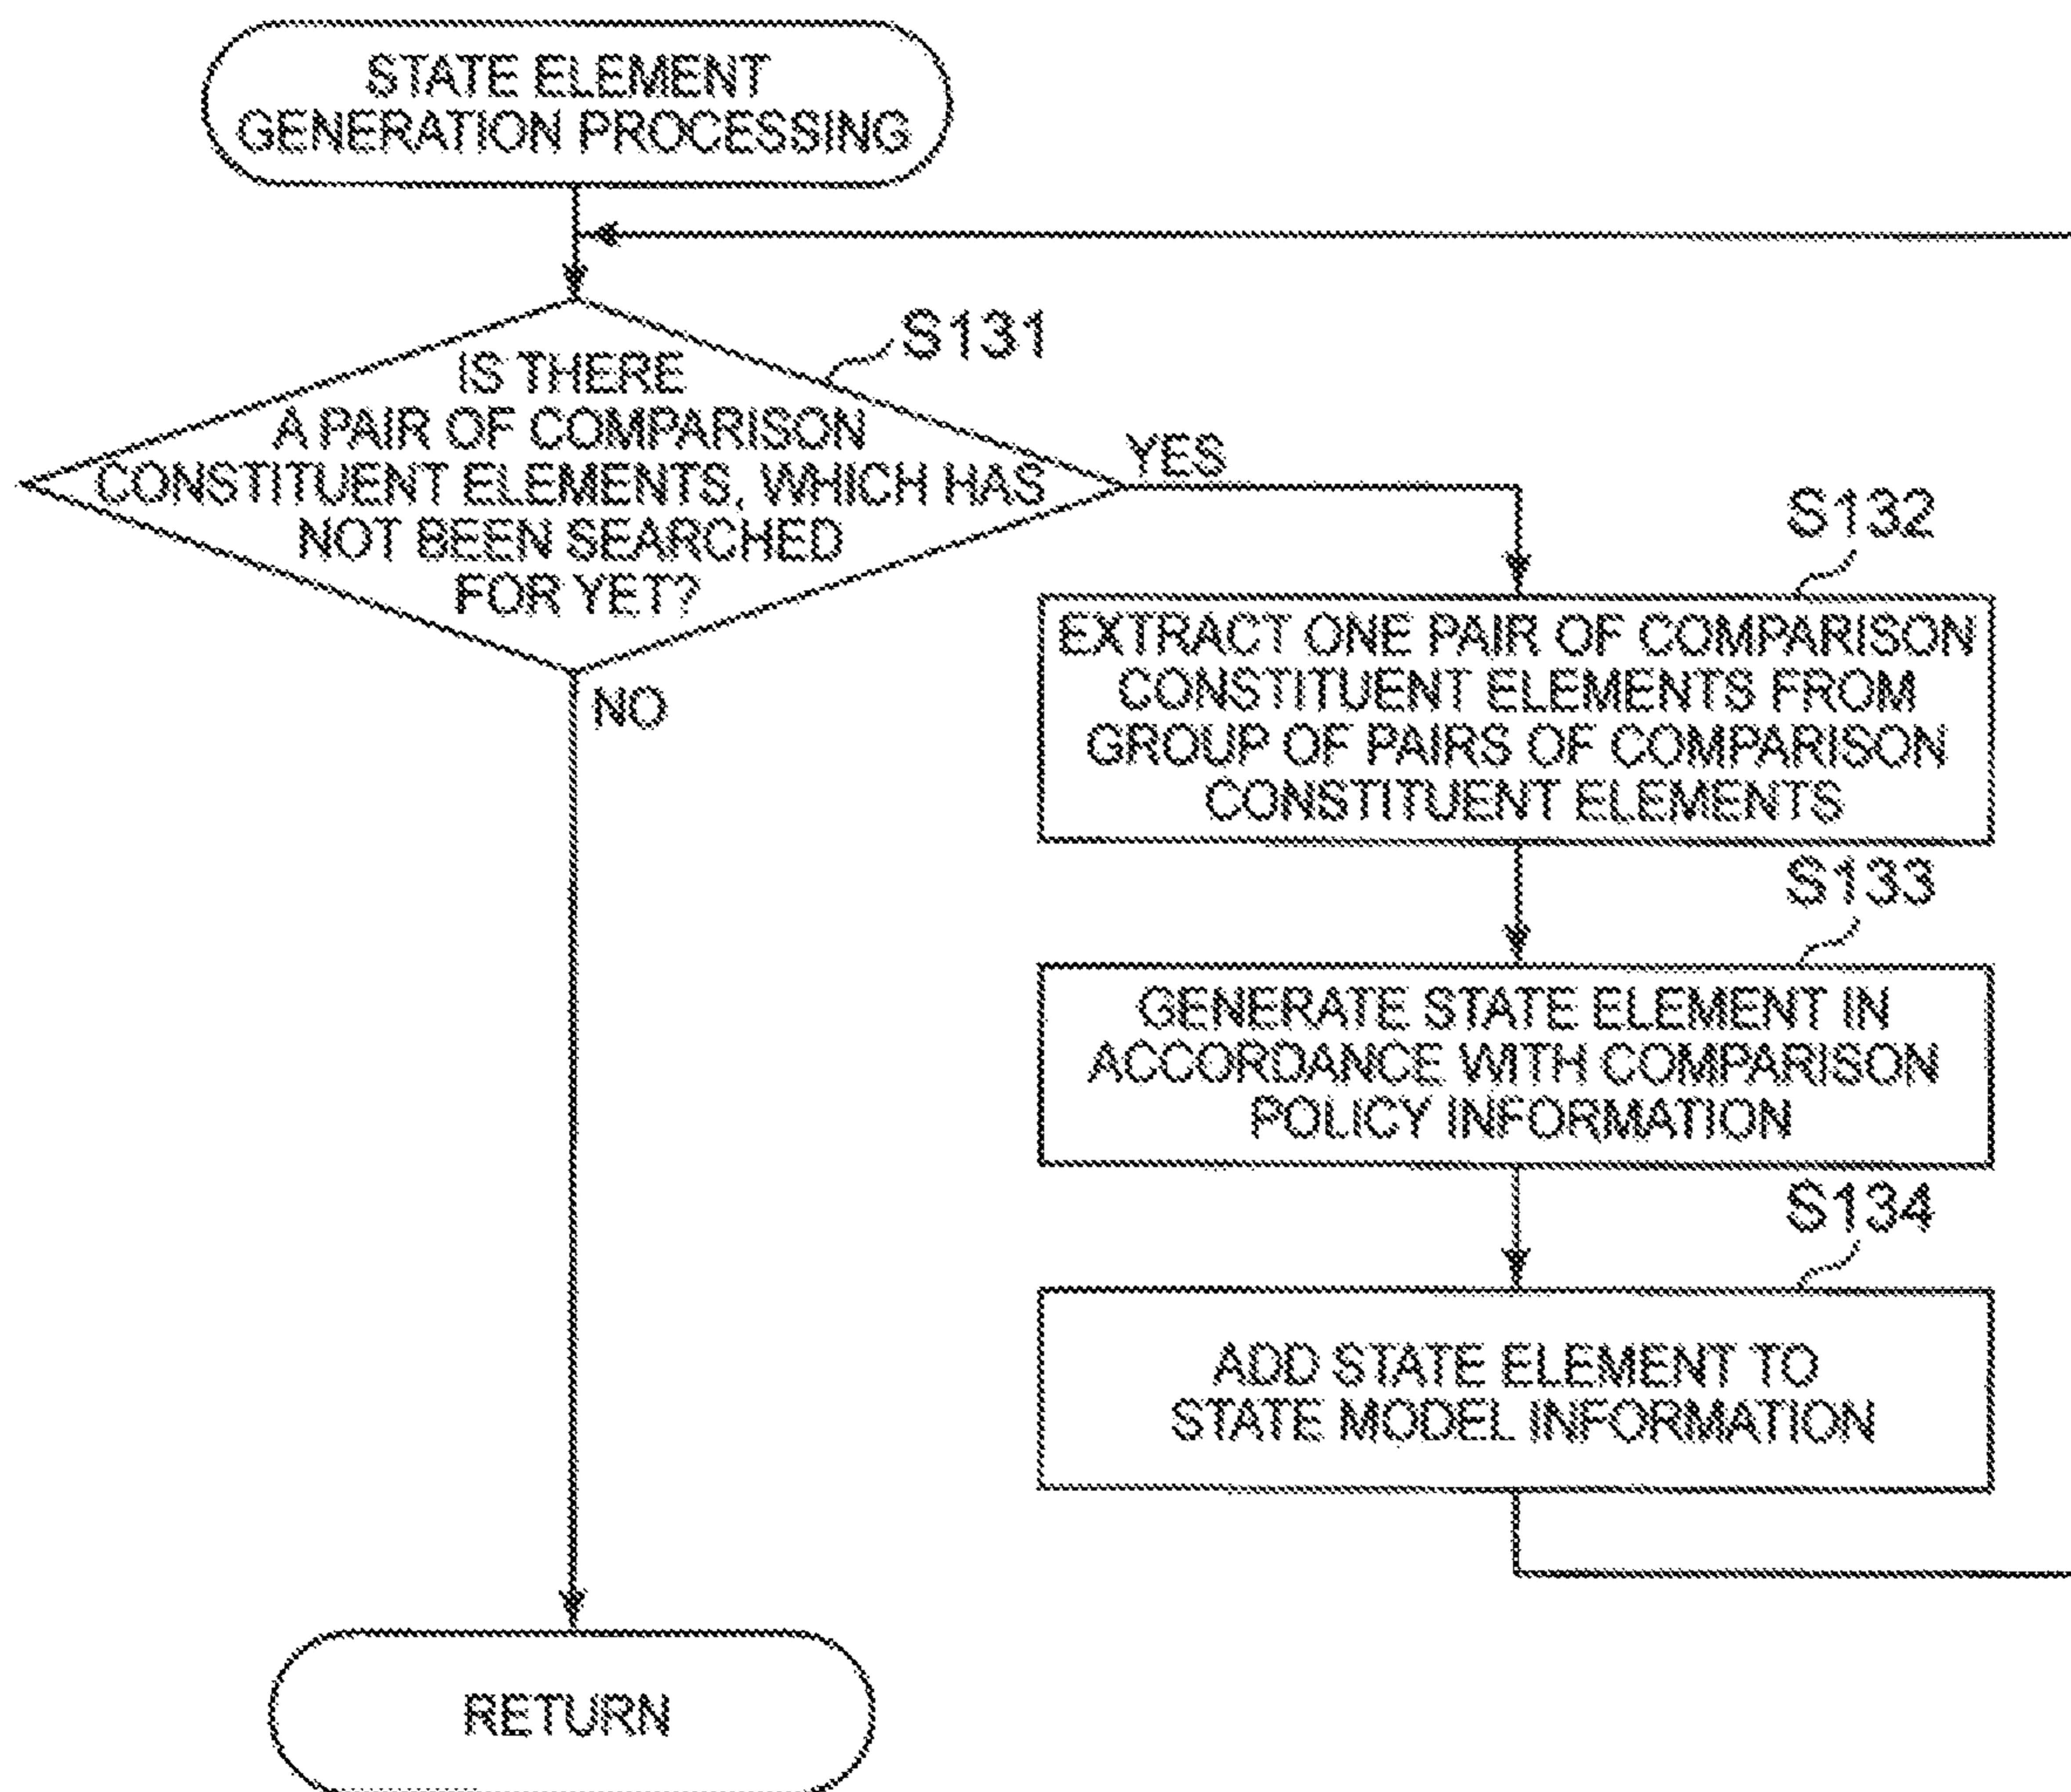 STATE ELEMENT
GENERATION PROCESSING
S131
IS THERE
A PAIR OF COMPARISON
CONSTITUENT ELEMENTS, WHICH HAS
NOT BEEN SEARCHED
FOR YET?
YES
NO
S132
EXTRACT ONE PAIR OF COMPARISON
CONSTITUENT ELEMENTS FROM
GROUP OF PAIRS OF COMPARISON
CONSTITUENT ELEMENTS
S133
GENERATE STATE ELEMENT IN
ACCORDANCE WITH COMPARISON
POLICY INFORMATION
S134
ADD STATE ELEMENT TO
STATE MODEL INFORMATION
RETURN